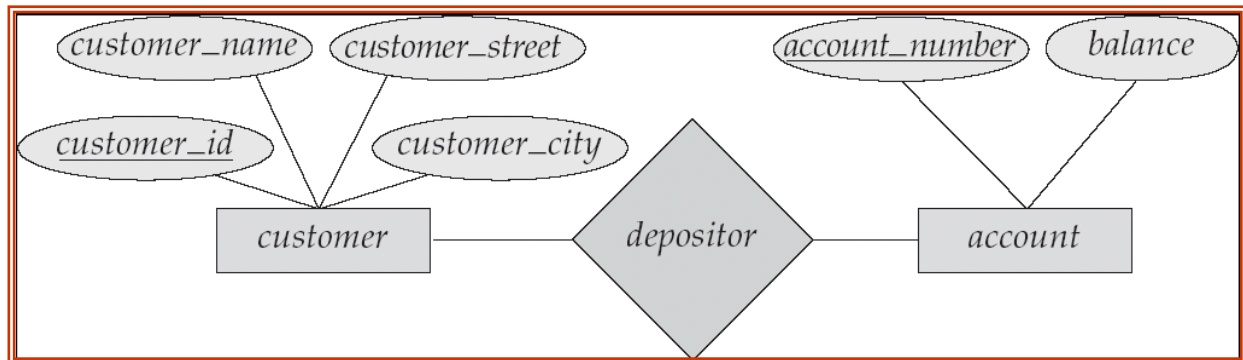 customer_name
customer_street
account_number
balance
customer_id
customer_city
customer
depositor
account